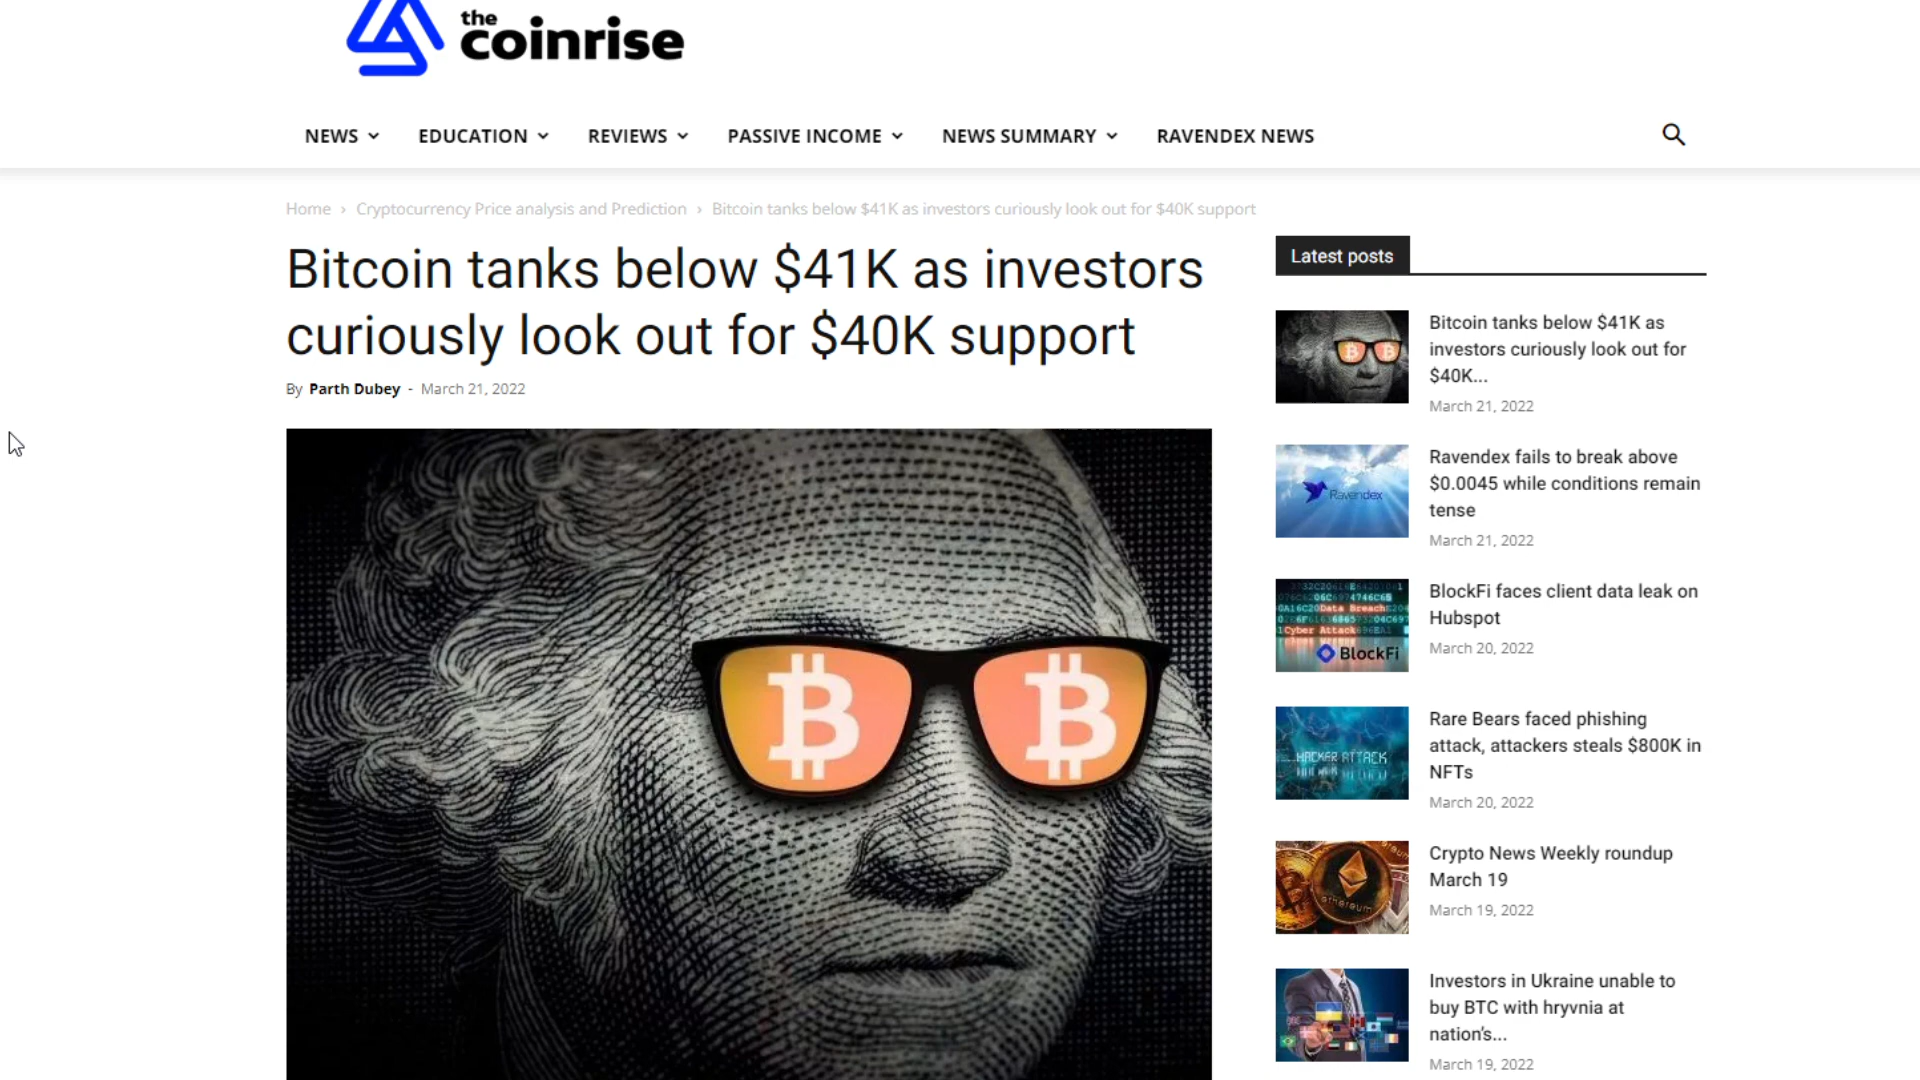 the
coinrise
NEWS EDUCATION REVIEWS PASSIVE INCOME NEWS SUMMARY RAVENDEX NEWS
Home › Cryptocurrency Price analysis and Prediction › Bitcoin tanks below $41K as investors curiously look out for $40K support
Bitcoin tanks below $41K as investors
curiously look out for $40K support
By Parth Dubey - March 21, 2022
Latest posts
Bitcoin tanks below $41K as
investors curiously look out for
$40K...
March 21, 2022
Ravendex
Ravendex fails to break above
$0.0045 while conditions remain
tense
March 21, 2022
Data Breach
Cyber Attack
BlockFi
BlockFi faces client data leak on
Hubspot
March 20, 2022
HACKER ATTACK
Rare Bears faced phishing
attack, attackers steals $800K in
NFTs
March 20, 2022
ethereum
Crypto News Weekly roundup
March 19
March 19, 2022
Investors in Ukraine unable to
buy BTC with hryvnia at
nation’s...
March 19, 2022